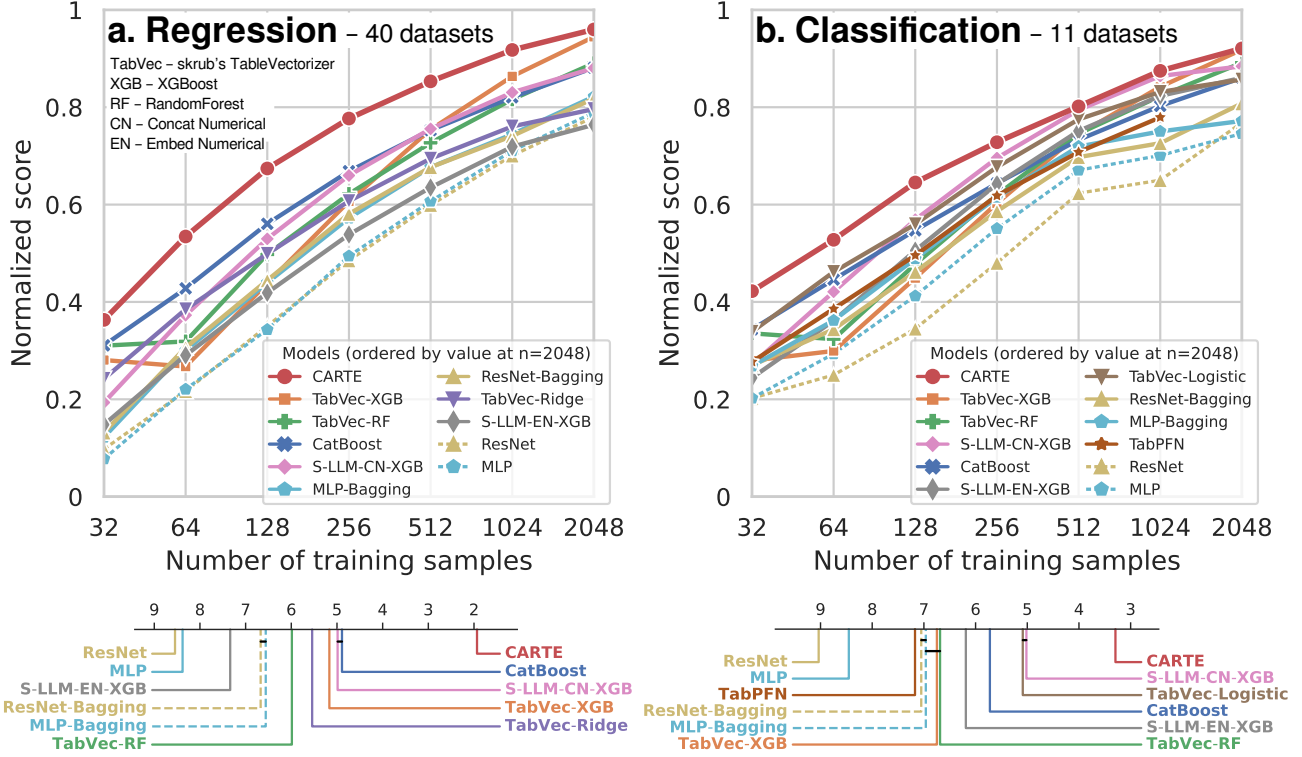 a. Regression – 40 datasets
TabVec – skrub's TableVectorizer
XGB – XGBoost
RF – RandomForest
CN – Concat Numerical
EN – Embed Numerical
Normalized score
1
0.8
0.6
0.4
0.2
0
Models (ordered by value at n=2048)
CARTE
TabVec-XGB
TabVec-RF
CatBoost
S-LLM-CN-XGB
MLP-Bagging
ResNet-Bagging
TabVec-Ridge
S-LLM-EN-XGB
ResNet
MLP
32 64 128 256 512 1024 2048
Number of training samples
9 8 7 6 5 4 3 2
ResNet
MLP
S-LLM-EN-XGB
ResNet-Bagging
MLP-Bagging
TabVec-RF
CARTE
CatBoost
S-LLM-CN-XGB
TabVec-XGB
TabVec-Ridge
b. Classification – 11 datasets
Normalized score
1
0.8
0.6
0.4
0.2
0
Models (ordered by value at n=2048)
CARTE
TabVec-XGB
TabVec-RF
S-LLM-CN-XGB
CatBoost
S-LLM-EN-XGB
TabVec-Logistic
ResNet-Bagging
MLP-Bagging
TabPFN
ResNet
MLP
32 64 128 256 512 1024 2048
Number of training samples
9 8 7 6 5 4 3
ResNet
MLP
TabPFN
ResNet-Bagging
MLP-Bagging
TabVec-XGB
CARTE
S-LLM-CN-XGB
TabVec-Logistic
CatBoost
S-LLM-EN-XGB
TabVec-RF